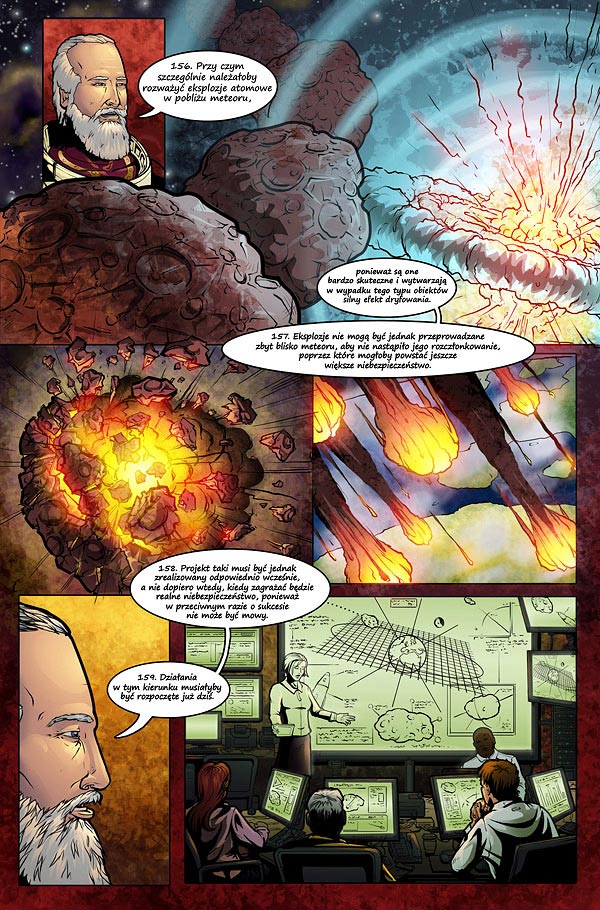 156. Przy czym
szczególnie należałoby
rozważyć eksplozje atomowe
w pobliżu meteoru,
ponieważ są one
bardzo skuteczne i wytwarzają
w wypadku tego typu obiektów
silny efekt dryfowania.
157. Eksplozje nie mogą być jednak przeprowadzane
zbyt blisko meteoru, aby nie nastąpiło jego rozczłonkowanie,
poprzez które mogłoby powstać jeszcze
większe niebezpieczeństwo.
158. Projekt taki musi być jednak
zrealizowany odpowiednio wcześnie,
a nie dopiero wtedy, kiedy zagrażać będzie
realne niebezpieczeństwo, ponieważ
w przeciwnym razie o sukcesie
nie może być mowy.
159. Działania
w tym kierunku musiałyby
być rozpoczęte już dziś.